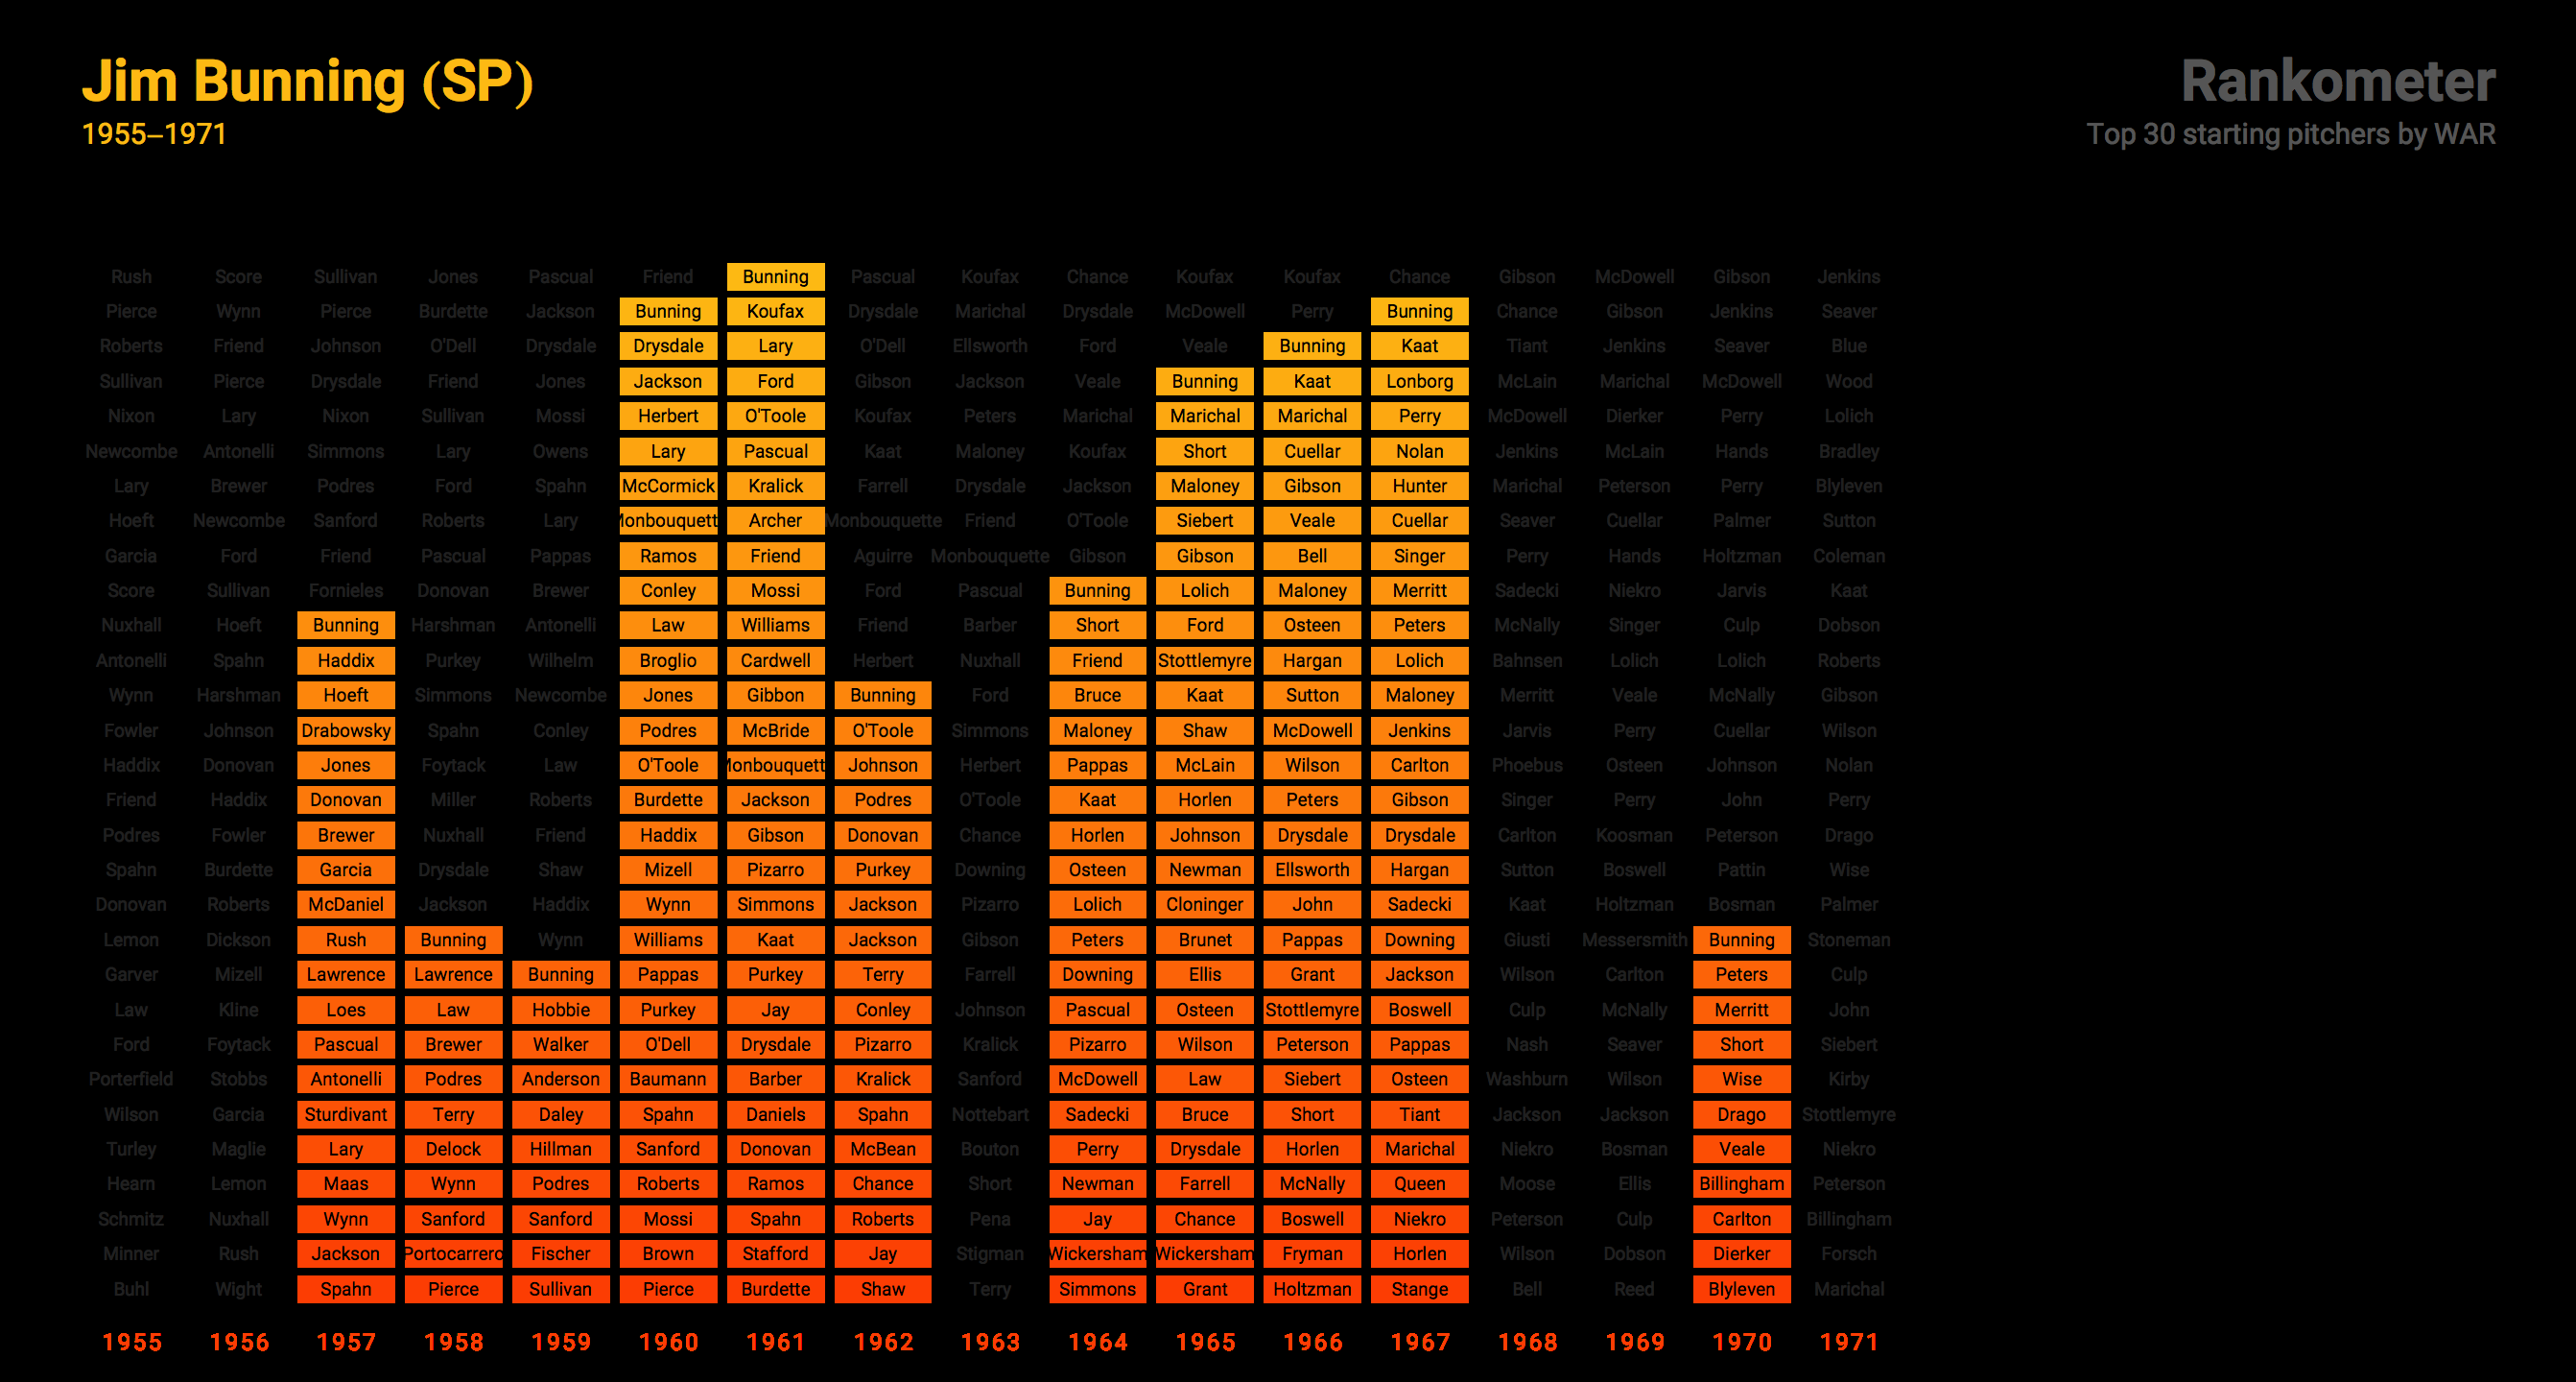 Jim Bunning (SP)
1955–1971
Rankometer
Top 30 starting pitchers by WAR
Rush Score Sullivan Jones Pascual Friend Bunning Pascual Koufax Chance Koufax Koufax Chance Gibson McDowell Gibson Jenkins
Pierce Wynn Pierce Burdette Jackson Bunning Koufax Drysdale Marichal Drysdale McDowell Perry Bunning Chance Gibson Jenkins Seaver
Roberts Friend Johnson O'Dell Drysdale Drysdale Lary O'Dell Ellsworth Ford Veale Bunning Kaat Tiant Jenkins Seaver Blue
Sullivan Pierce Drysdale Friend Jones Jackson Ford Gibson Jackson Veale Bunning Kaat Lonborg McLain Marichal McDowell Wood
Nixon Lary Nixon Sullivan Mossi Herbert O'Toole Koufax Peters Marichal Marichal Marichal Perry McDowell Dierker Perry Lolich
Newcombe Antonelli Simmons Lary Owens Lary Pascual Kaat Maloney Koufax Short Cuellar Nolan Jenkins McLain Hands Bradley
Lary Brewer Podres Ford Spahn McCormick Kralick Farrell Drysdale Jackson Maloney Gibson Hunter Marichal Peterson Perry Blyleven
Hoeft Newcombe Sanford Roberts Lary Monbouquett Archer Monbouquette Friend O'Toole Siebert Veale Cuellar Seaver Cuellar Palmer Sutton
Garcia Ford Friend Pascual Pappas Ramos Friend Aguirre Monbouquette Gibson Gibson Bell Singer Perry Hands Holtzman Coleman
Score Sullivan Fornieles Donovan Brewer Conley Mossi Ford Pascual Bunning Lolich Maloney Merritt Sadecki Niekro Jarvis Kaat
Nuxhall Hoeft Bunning Harshman Antonelli Law Williams Friend Barber Short Ford Osteen Peters McNally Singer Culp Dobson
Antonelli Spahn Haddix Purkey Wilhelm Broglio Cardwell Herbert Nuxhall Friend Stottlemyre Hargan Lolich Bahnsen Lolich Lolich Roberts
Wynn Harshman Hoeft Simmons Newcombe Jones Gibbon Bunning Ford Bruce Kaat Sutton Maloney Merritt Veale McNally Gibson
Fowler Johnson Drabowsky Spahn Conley Podres McBride O'Toole Simmons Maloney Shaw McDowell Jenkins Jarvis Perry Cuellar Wilson
Haddix Donovan Jones Foytack Law O'Toole Monbouquett Johnson Herbert Pappas McLain Wilson Carlton Phoebus Osteen Johnson Nolan
Friend Haddix Donovan Miller Roberts Burdette Jackson Podres O'Toole Kaat Horlen Peters Gibson Singer Perry John Perry
Podres Fowler Brewer Nuxhall Friend Haddix Gibson Donovan Chance Horlen Johnson Drysdale Drysdale Carlton Koosman Peterson Drago
Spahn Burdette Garcia Drysdale Shaw Mizell Pizarro Purkey Downing Osteen Newman Ellsworth Hargan Sutton Boswell Pattin Wise
Donovan Roberts McDaniel Jackson Haddix Wynn Simmons Jackson Pizarro Lolich Cloninger John Sadecki Kaat Holtzman Bosman Palmer
Lemon Dickson Rush Bunning Wynn Williams Kaat Jackson Gibson Peters Brunet Pappas Downing Giusti Messersmith Bunning Stoneman
Garver Mizell Lawrence Lawrence Bunning Pappas Purkey Terry Farrell Downing Ellis Grant Jackson Wilson Carlton Peters Culp
Law Kline Loes Law Hobbie Purkey Jay Conley Johnson Pascual Osteen Stottlemyre Boswell Culp McNally Merritt John
Ford Foytack Pascual Brewer Walker O'Dell Drysdale Pizarro Kralick Pizarro Wilson Peterson Pappas Nash Seaver Short Siebert
Porterfield Stobbs Antonelli Podres Anderson Baumann Barber Kralick Sanford McDowell Law Siebert Osteen Washburn Wilson Wise Kirby
Wilson Garcia Sturdivant Terry Daley Spahn Daniels Spahn Nottebart Sadecki Bruce Short Tiant Jackson Jackson Drago Stottlemyre
Turley Maglie Lary Delock Hillman Sanford Donovan McBean Bouton Perry Drysdale Horlen Marichal Niekro Bosman Veale Niekro
Hearn Lemon Maas Wynn Podres Roberts Ramos Chance Short Newman Farrell McNally Queen Moose Ellis Billingham Peterson
Schmitz Nuxhall Wynn Sanford Sanford Mossi Spahn Roberts Pena Jay Chance Boswell Niekro Peterson Culp Carlton Billingham
Minner Rush Jackson Portocarrero Fischer Brown Stafford Jay Stigman Wickersham Wickersham Fryman Horlen Wilson Dobson Dierker Forsch
Buhl Wight Spahn Pierce Sullivan Pierce Burdette Shaw Terry Simmons Grant Holtzman Stange Bell Reed Blyleven Marichal
1955 1956 1957 1958 1959 1960 1961 1962 1963 1964 1965 1966 1967 1968 1969 1970 1971